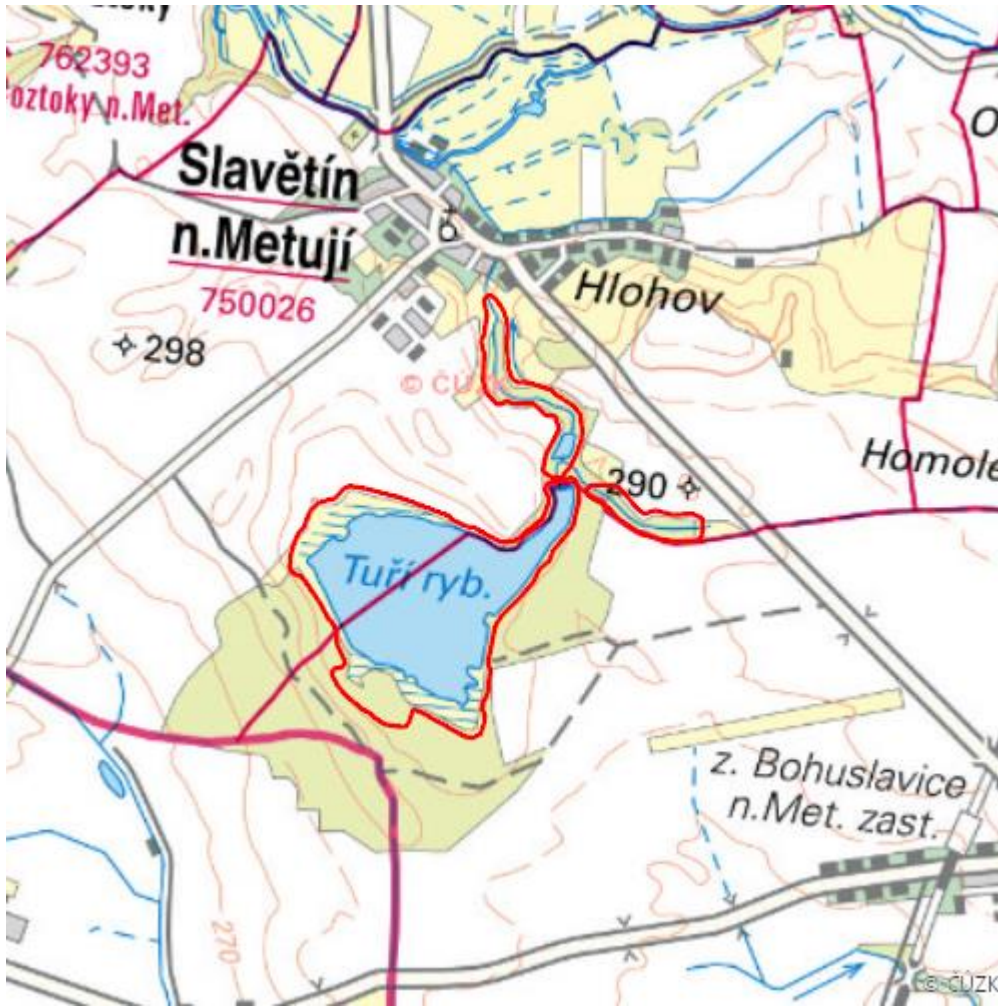 762393
oztoky n.Met.
Slavětín
n.Metují
750026
Hlohov
298
© ČÚZK
290
Homole
Tuří ryb.
z. Bohuslavice
n.Met. zast.
270
© ČÚZK